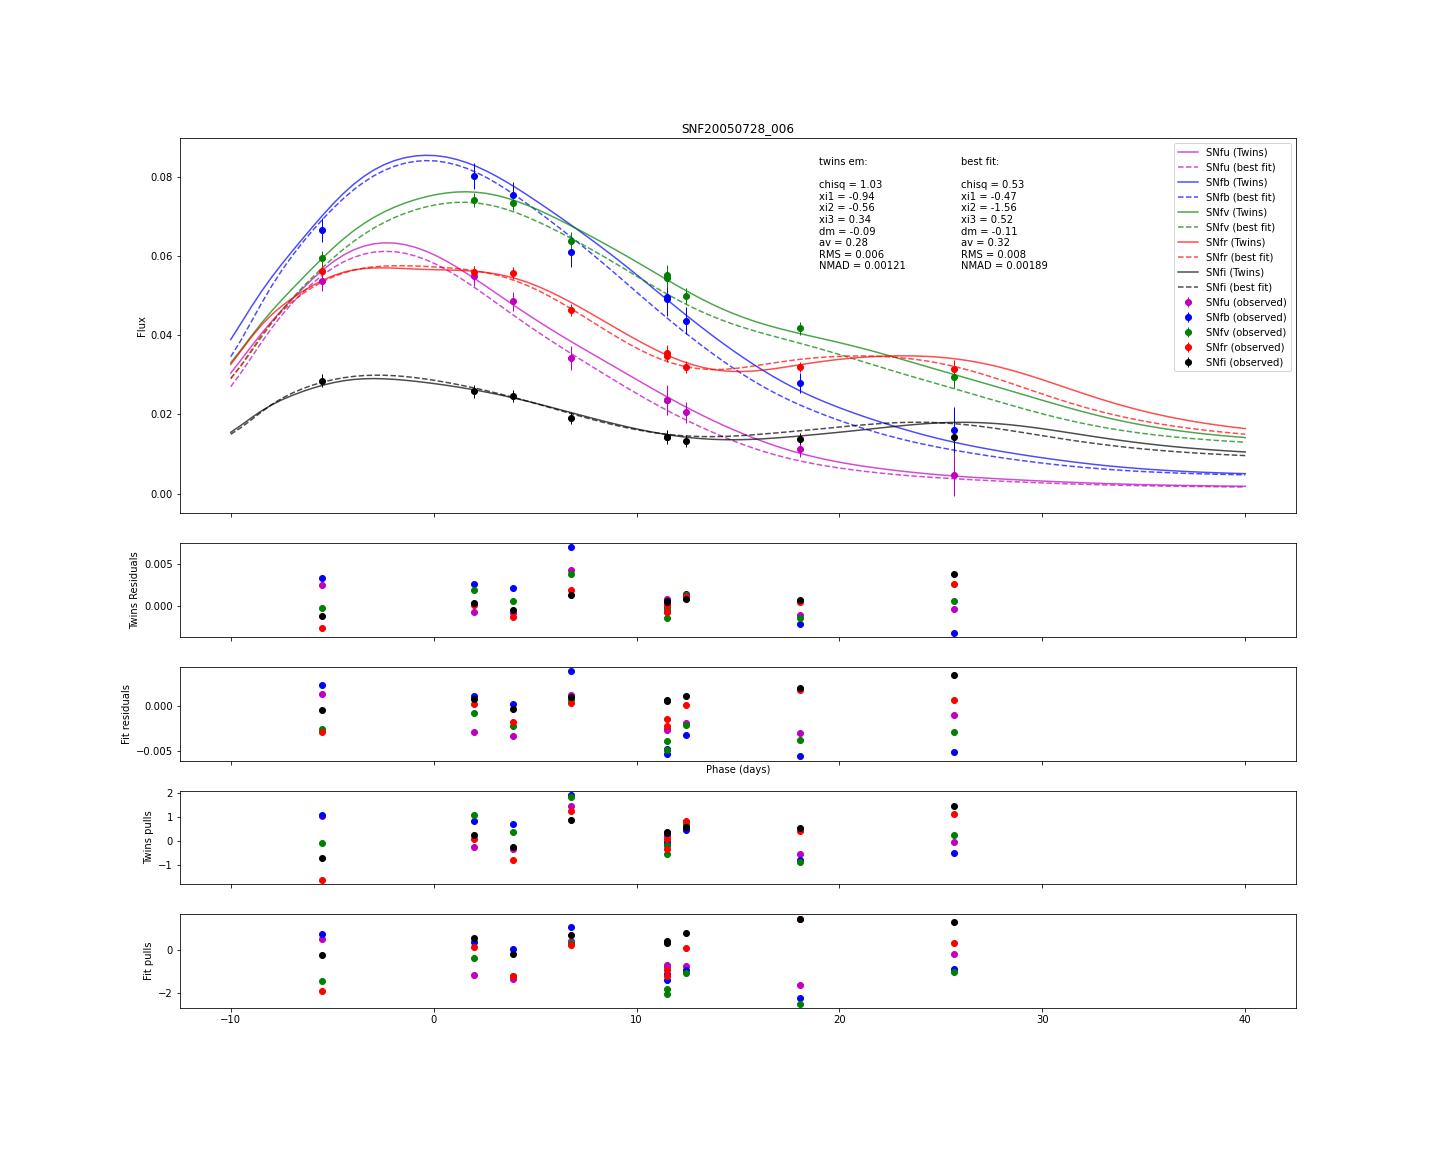 SNF20050728_006
twins em:
chisq = 1.03
xi1 = -0.94
xi2 = -0.56
xi3 = 0.34
dm = -0.09
av = 0.28
RMS = 0.006
NMAD = 0.00121
best fit:
chisq = 0.53
xi1 = -0.47
xi2 = -1.56
xi3 = 0.52
dm = -0.11
av = 0.32
RMS = 0.008
NMAD = 0.00189
SNfu (Twins)
SNfu (best fit)
SNfb (Twins)
SNfb (best fit)
SNfv (Twins)
SNfv (best fit)
SNfr (Twins)
SNfr (best fit)
SNfi (Twins)
SNfi (best fit)
SNfu (observed)
SNfb (observed)
SNfv (observed)
SNfr (observed)
SNfi (observed)
Flux
0.08
0.06
0.04
0.02
0.00
Twins Residuals
0.005
0.000
Fit residuals
0.000
−0.005
Phase (days)
Twins pulls
2
1
0
−1
Fit pulls
0
−2
−10
0
10
20
30
40